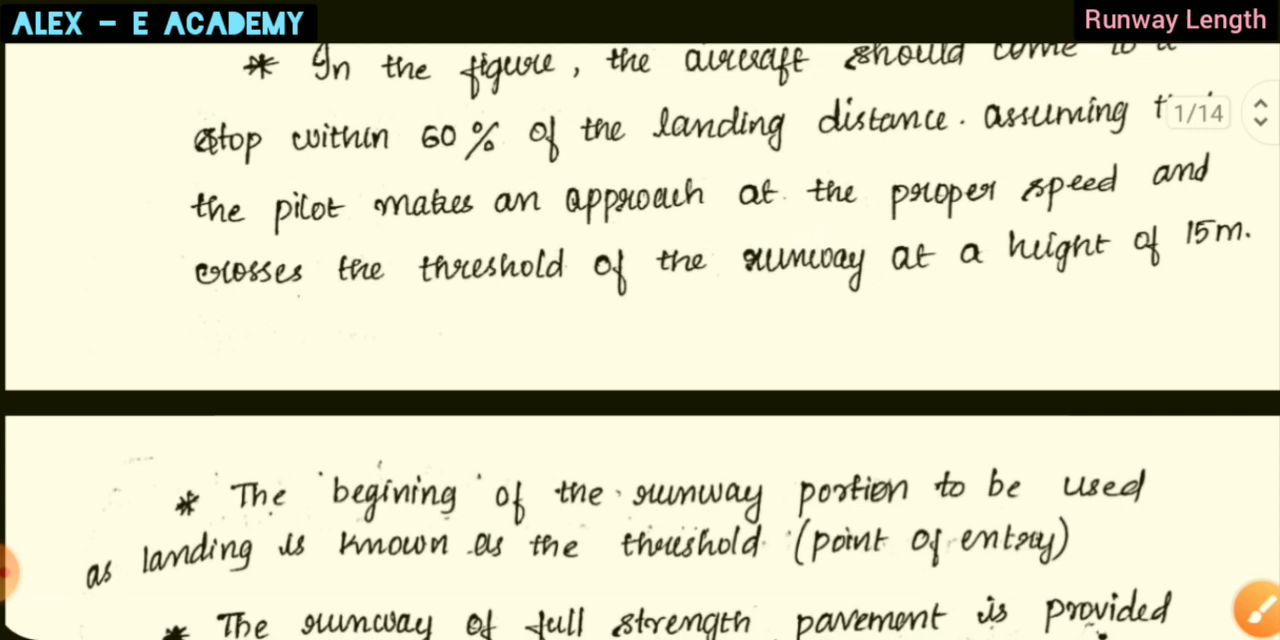 ALEX - E ACADEMY
Runway Length
* In the figure, the aircraft should come to a
stop within 60% of the landing distance. assuming
1/14
the pilot makes an approach at the proper speed and
crosses the threshold of the runway at a height of 15m.
* The begining of the runway portion to be used
as landing is known as the threshold (point of entry)
* The runway of full strength pavement is provided